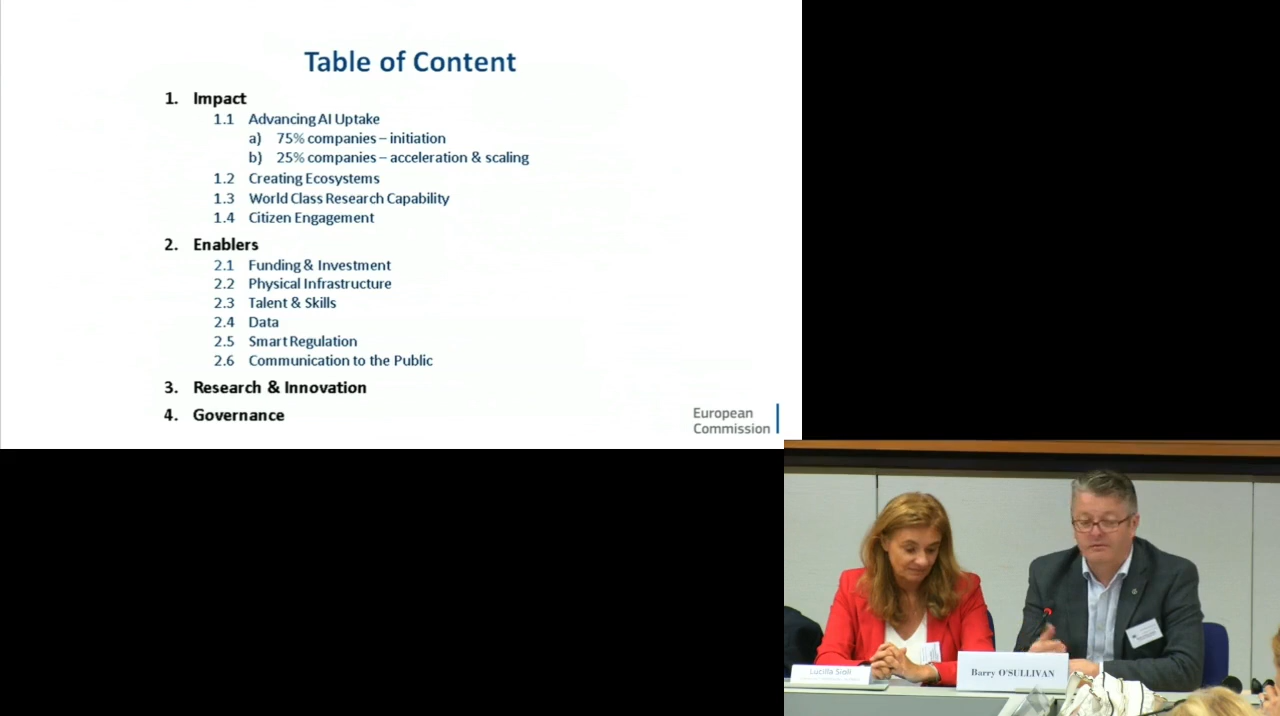 Table of Content
1. Impact
1.1 Advancing AI Uptake
a) 75% companies – initiation
b) 25% companies – acceleration & scaling
1.2 Creating Ecosystems
1.3 World Class Research Capability
1.4 Citizen Engagement
2. Enablers
2.1 Funding & Investment
2.2 Physical Infrastructure
2.3 Talent & Skills
2.4 Data
2.5 Smart Regulation
2.6 Communication to the Public
3. Research & Innovation
4. Governance
European
Commission
Lucilla Sioli
Barry O'SULLIVAN